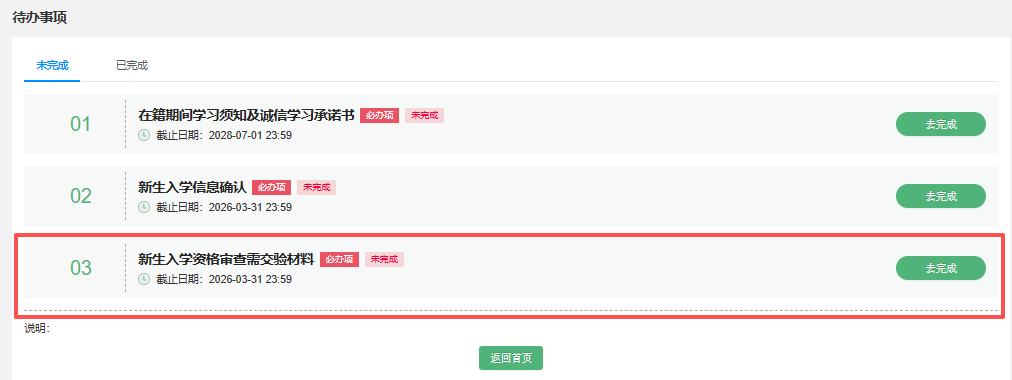 待办事项
未完成 已完成
01 在籍期间学习须知及诚信学习承诺书 必办项 未完成
截止日期：2028-07-01 23:59
去完成
02 新生入学信息确认 必办项 未完成
截止日期：2026-03-31 23:59
去完成
03 新生入学资格审查需交验材料 必办项 未完成
截止日期：2026-03-31 23:59
去完成
说明：
返回首页